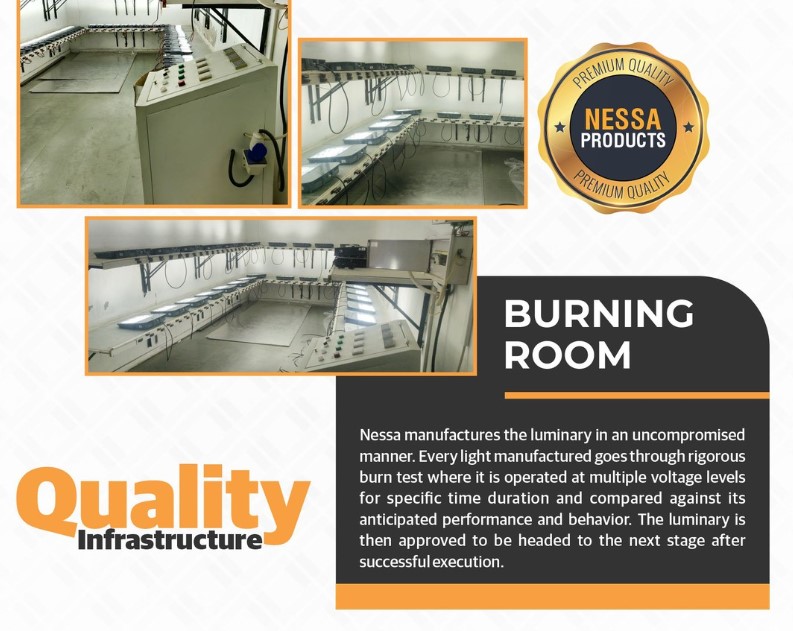 PREMIUM QUALITY
NESSA
PRODUCTS
PREMIUM QUALITY
BURNING
ROOM
Nessa manufactures the luminary in an uncompromised
manner. Every light manufactured goes through rigorous
burn test where it is operated at multiple voltage levels
for specific time duration and compared against its
anticipated performance and behavior. The luminary is
then approved to be headed to the next stage after
successful execution.
Quality
Infrastructure